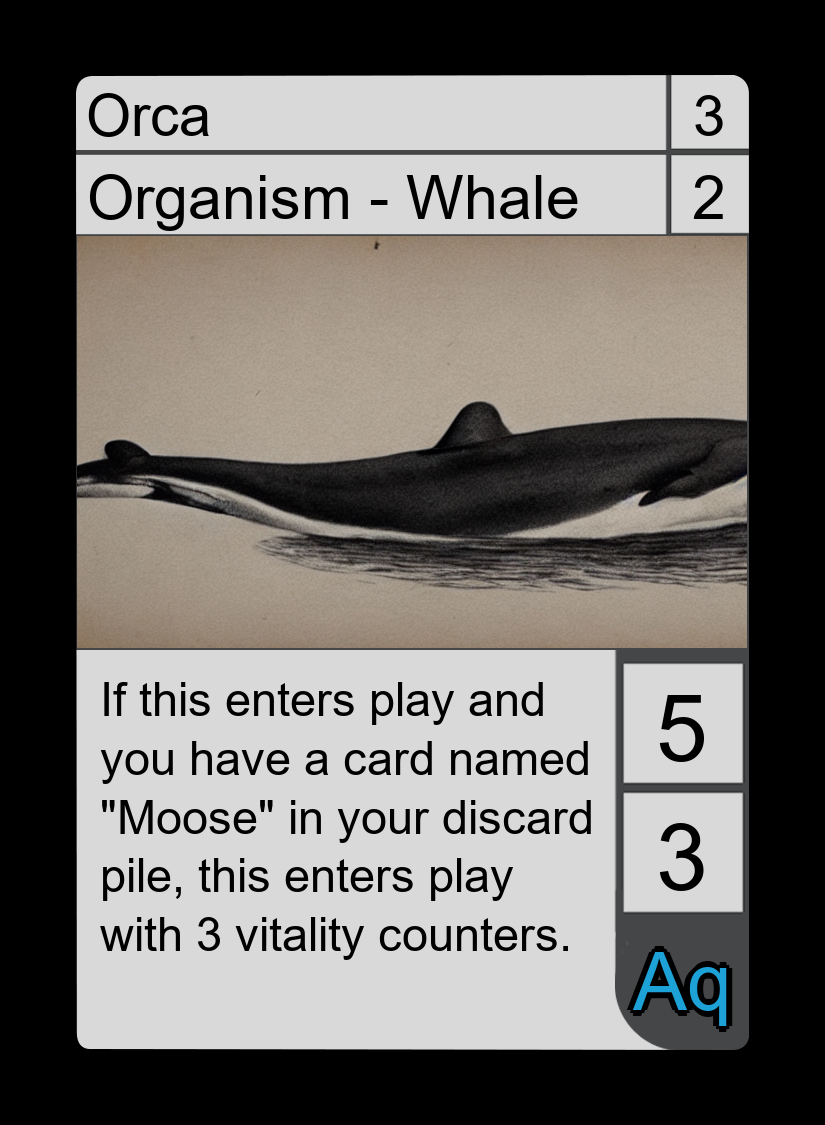 Orca
3
Organism - Whale
2
If this enters play and
you have a card named
"Moose" in your discard
pile, this enters play
with 3 vitality counters.
5
3
Aq